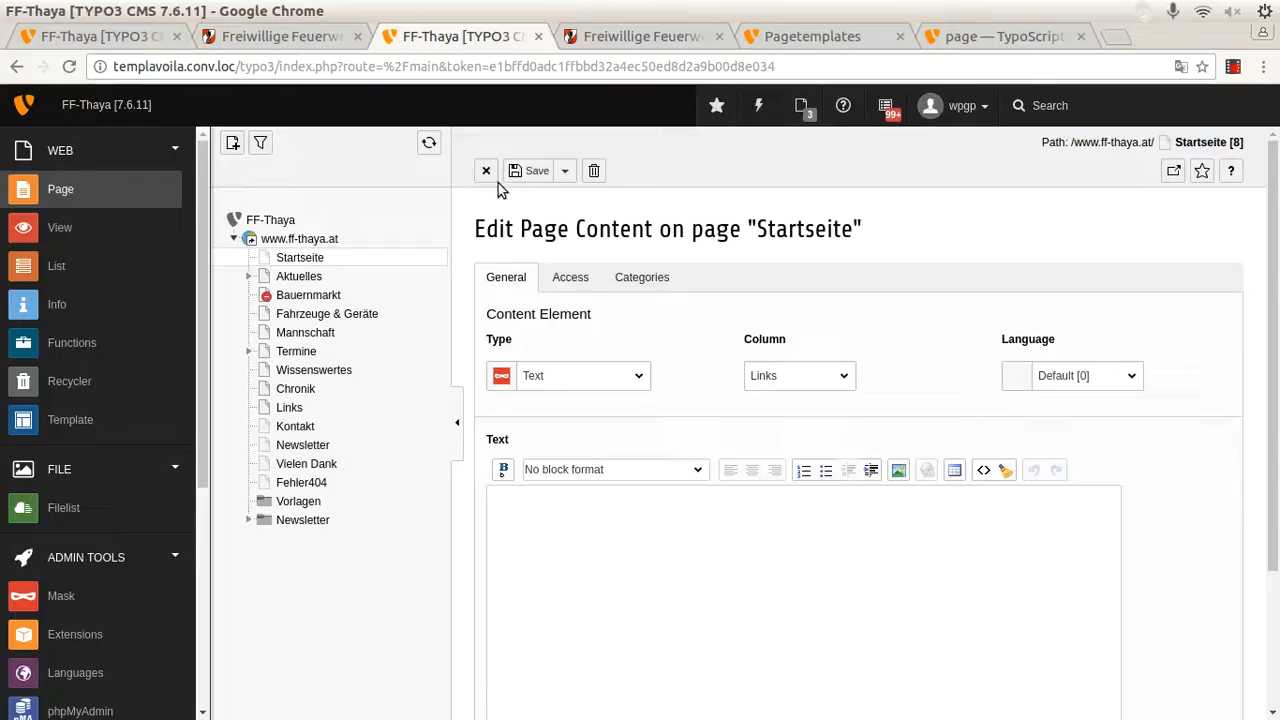 FF-Thaya [TYPO3 CMS 7.6.11] - Google Chrome
FF-Thaya [TYPO3 C
Freiwillige Feuerw
FF-Thaya [TYPO3 C
Freiwillige Feuerw
Pagetemplates
page — TypoScript
templavoila.conv.loc/typo3/index.php?route=%2Fmain&token=e1bffd0adc1ffbbd32a4ec50ed8d2a9b00d8e034
FF-Thaya [7.6.11]
3
99+
wpgp
Search
WEB
Page
View
List
Info
Functions
Recycler
Template
FILE
Filelist
ADMIN TOOLS
Mask
Extensions
Languages
phpMyAdmin
FF-Thaya
www.ff-thaya.at
Startseite
Aktuelles
Bauernmarkt
Fahrzeuge & Geräte
Mannschaft
Termine
Wissenswertes
Chronik
Links
Kontakt
Newsletter
Vielen Dank
Fehler404
Vorlagen
Newsletter
Path: /www.ff-thaya.at/ Startseite [8]
Save
Edit Page Content on page "Startseite"
General Access Categories
Content Element
Type Column Language
Text Links Default [0]
Text
No block format